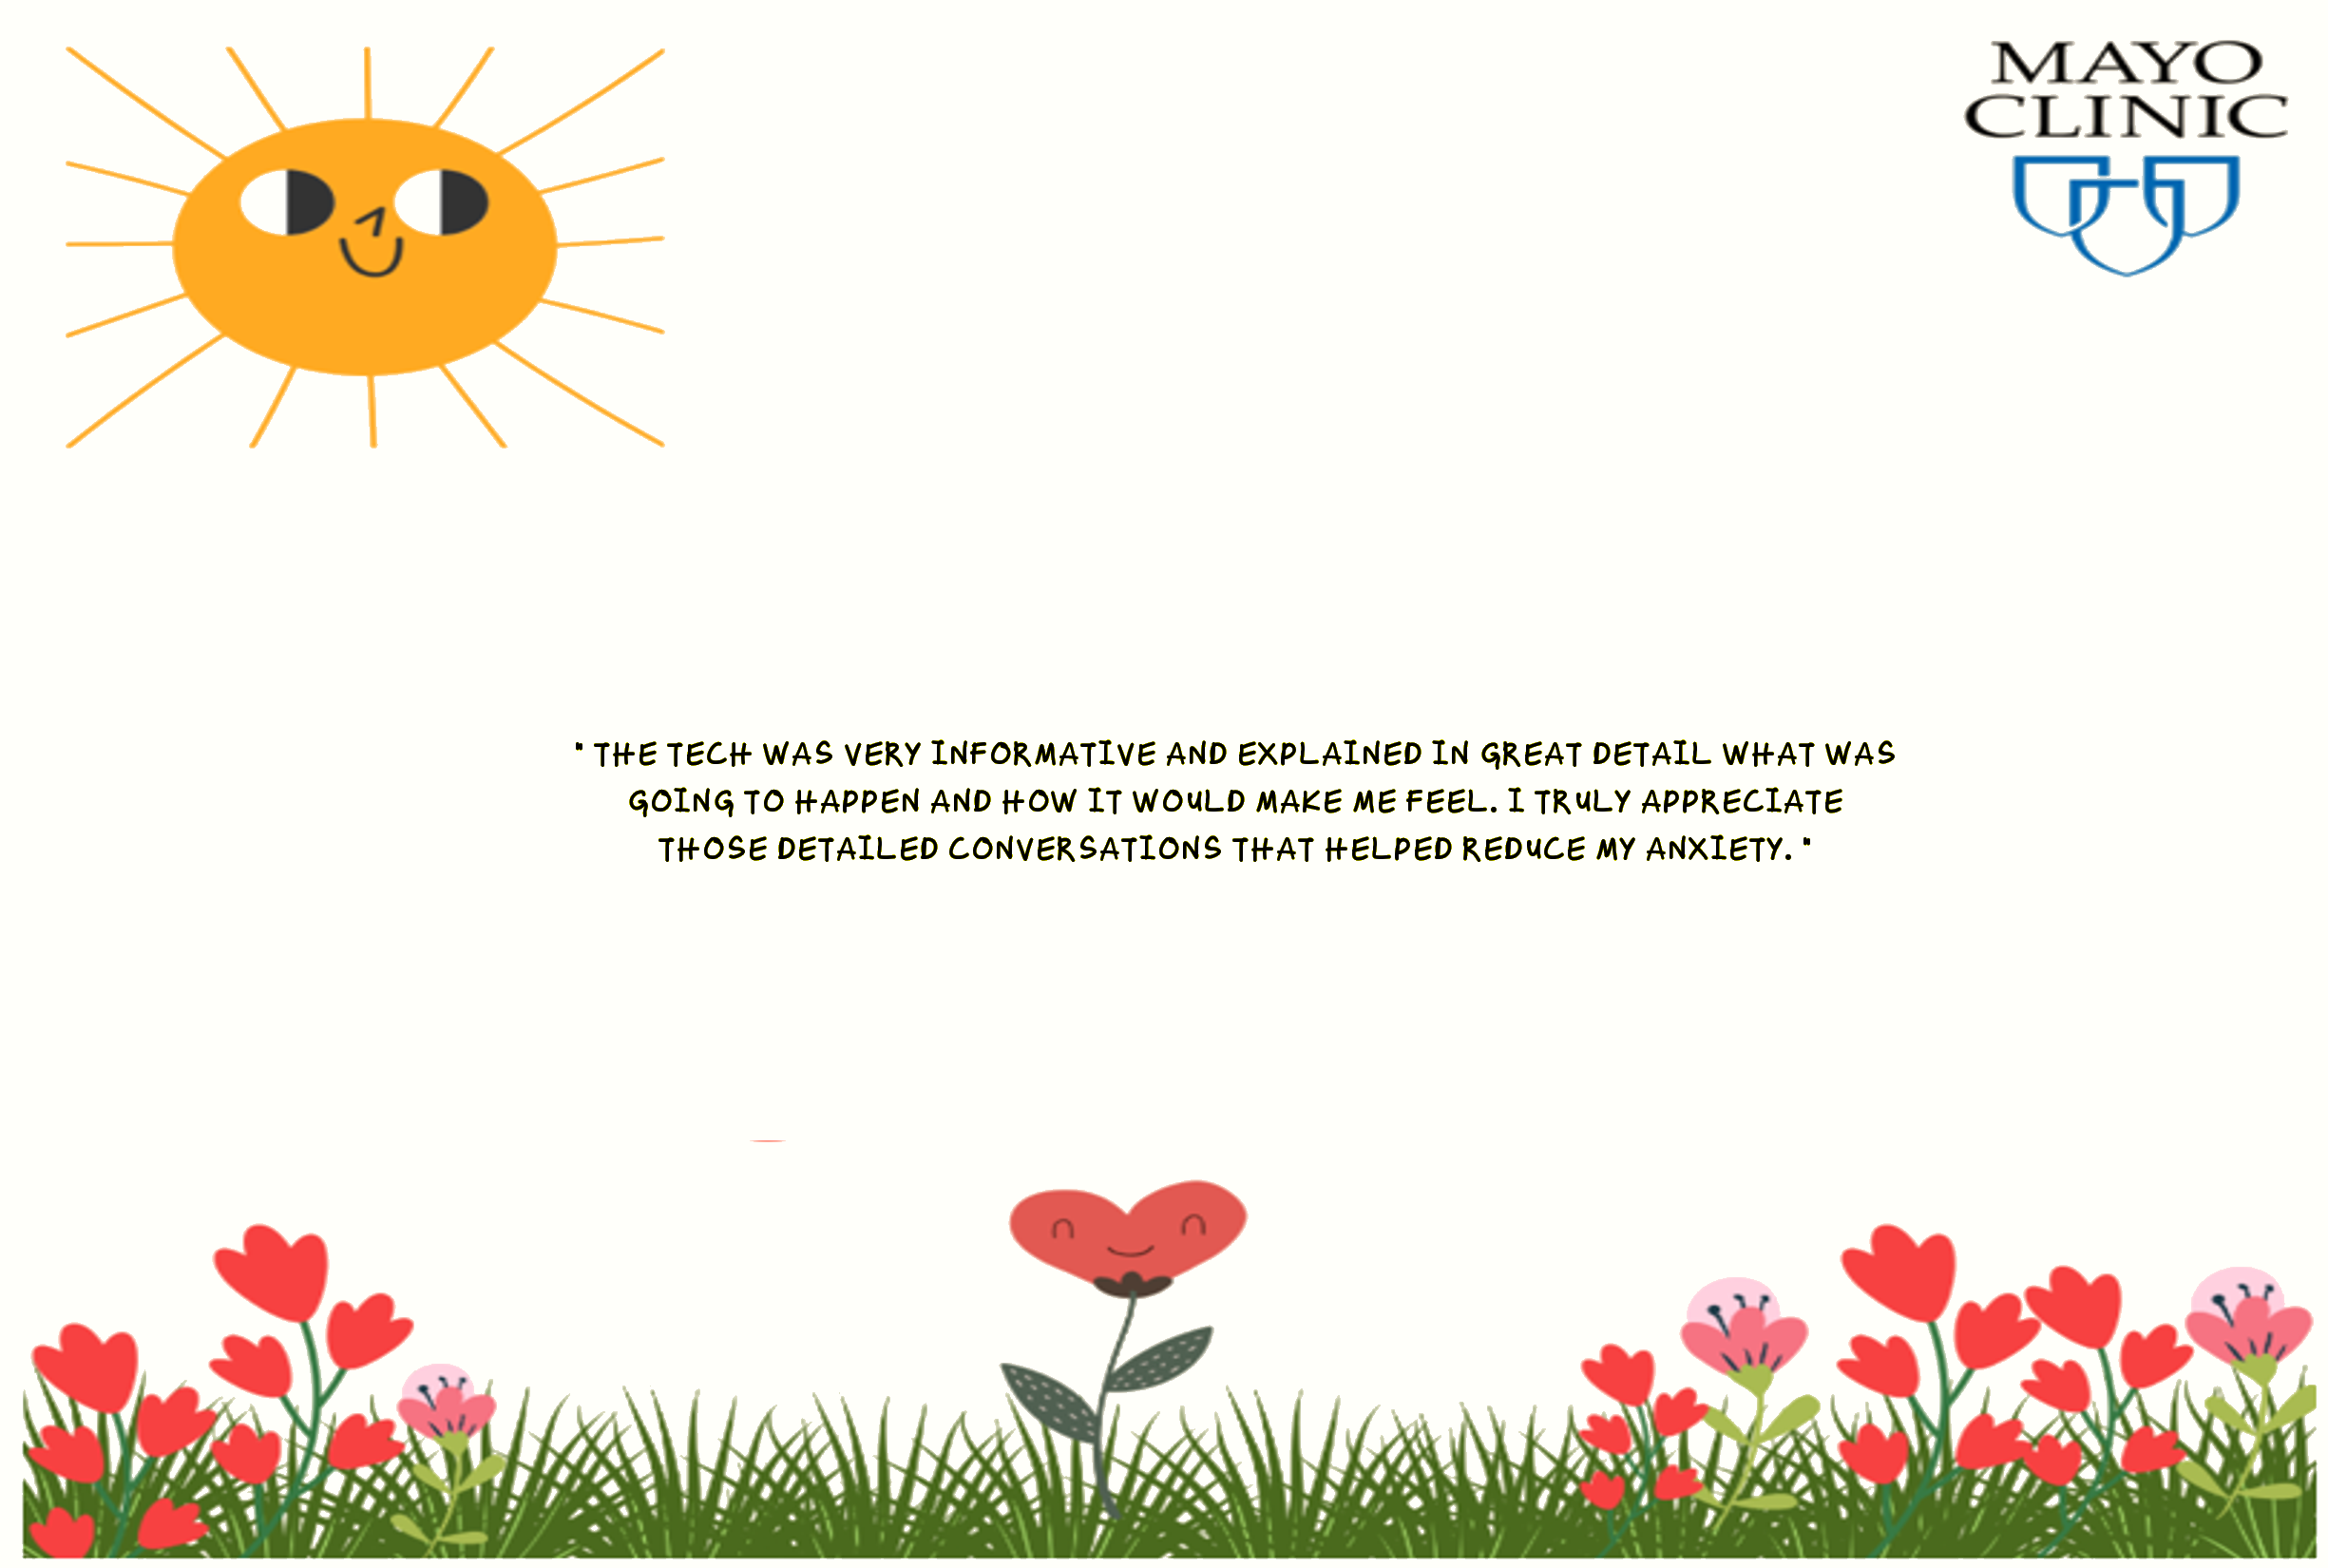 MAYO
CLINIC
" THE TECH WAS VERY INFORMATIVE AND EXPLAINED IN GREAT DETAIL WHAT WAS
GOING TO HAPPEN AND HOW IT WOULD MAKE ME FEEL. I TRULY APPRECIATE
THOSE DETAILED CONVERSATIONS THAT HELPED REDUCE MY ANXIETY. "